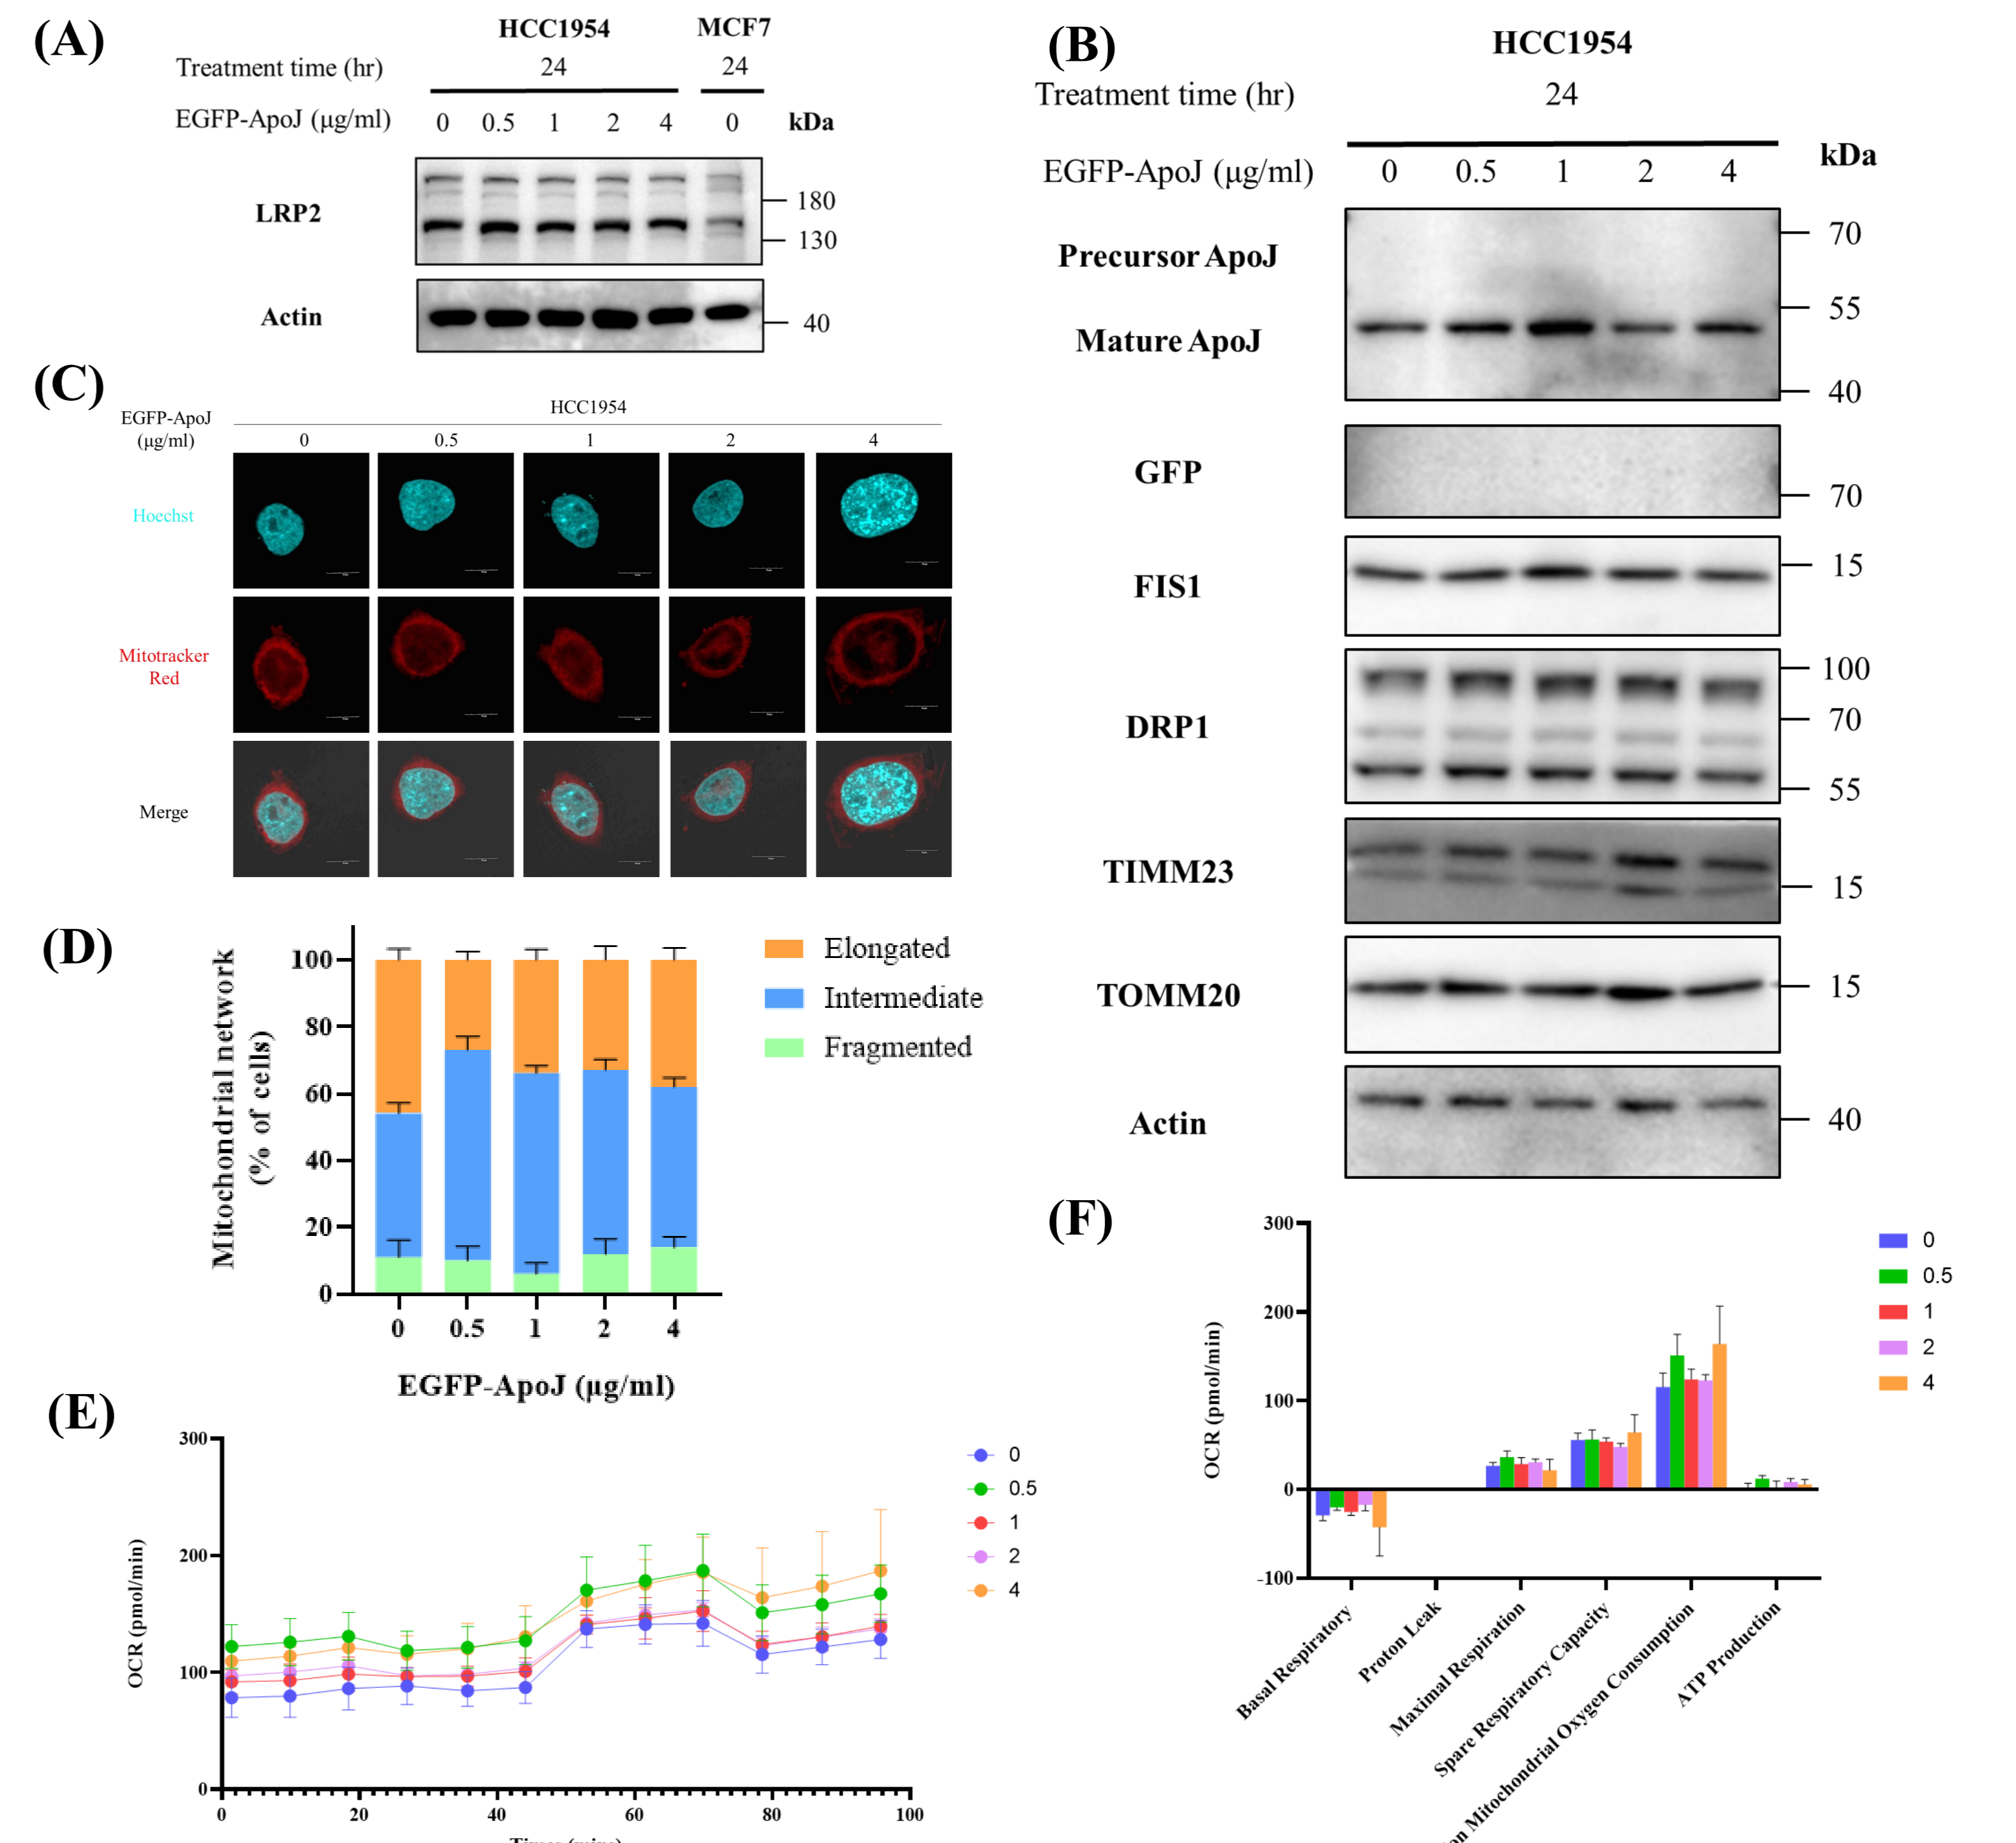 (A)
HCC1954 MCF7
Treatment time (hr) 24 24
EGFP-ApoJ (μg/ml) 0 0.5 1 2 4 0 kDa
LRP2
180
130
Actin
40
(B)
HCC1954
Treatment time (hr) 24
EGFP-ApoJ (μg/ml) 0 0.5 1 2 4 kDa
70
Precursor ApoJ
55
Mature ApoJ
40
GFP
70
FIS1
15
DRP1
100
70
55
TIMM23
15
TOMM20
15
Actin
40
(C)
HCC1954
EGFP-ApoJ
(μg/ml) 0 0.5 1 2 4
Hoechst
Mitotracker
Red
Merge
(D)
Mitochondrial network
(% of cells)
100
80
60
40
20
0
0 0.5 1 2 4
EGFP-ApoJ (μg/ml)
Elongated
Intermediate
Fragmented
(E)
OCR (pmol/min)
300
200
100
0
0 20 40 60 80 100
0
0.5
1
2
4
(F)
OCR (pmol/min)
300
200
100
0
-100
Basal Respiratory
Proton Leak
Maximal Respiration
Spare Respiratory Capacity
Mitochondrial Oxygen Consumption
ATP Production
0
0.5
1
2
4